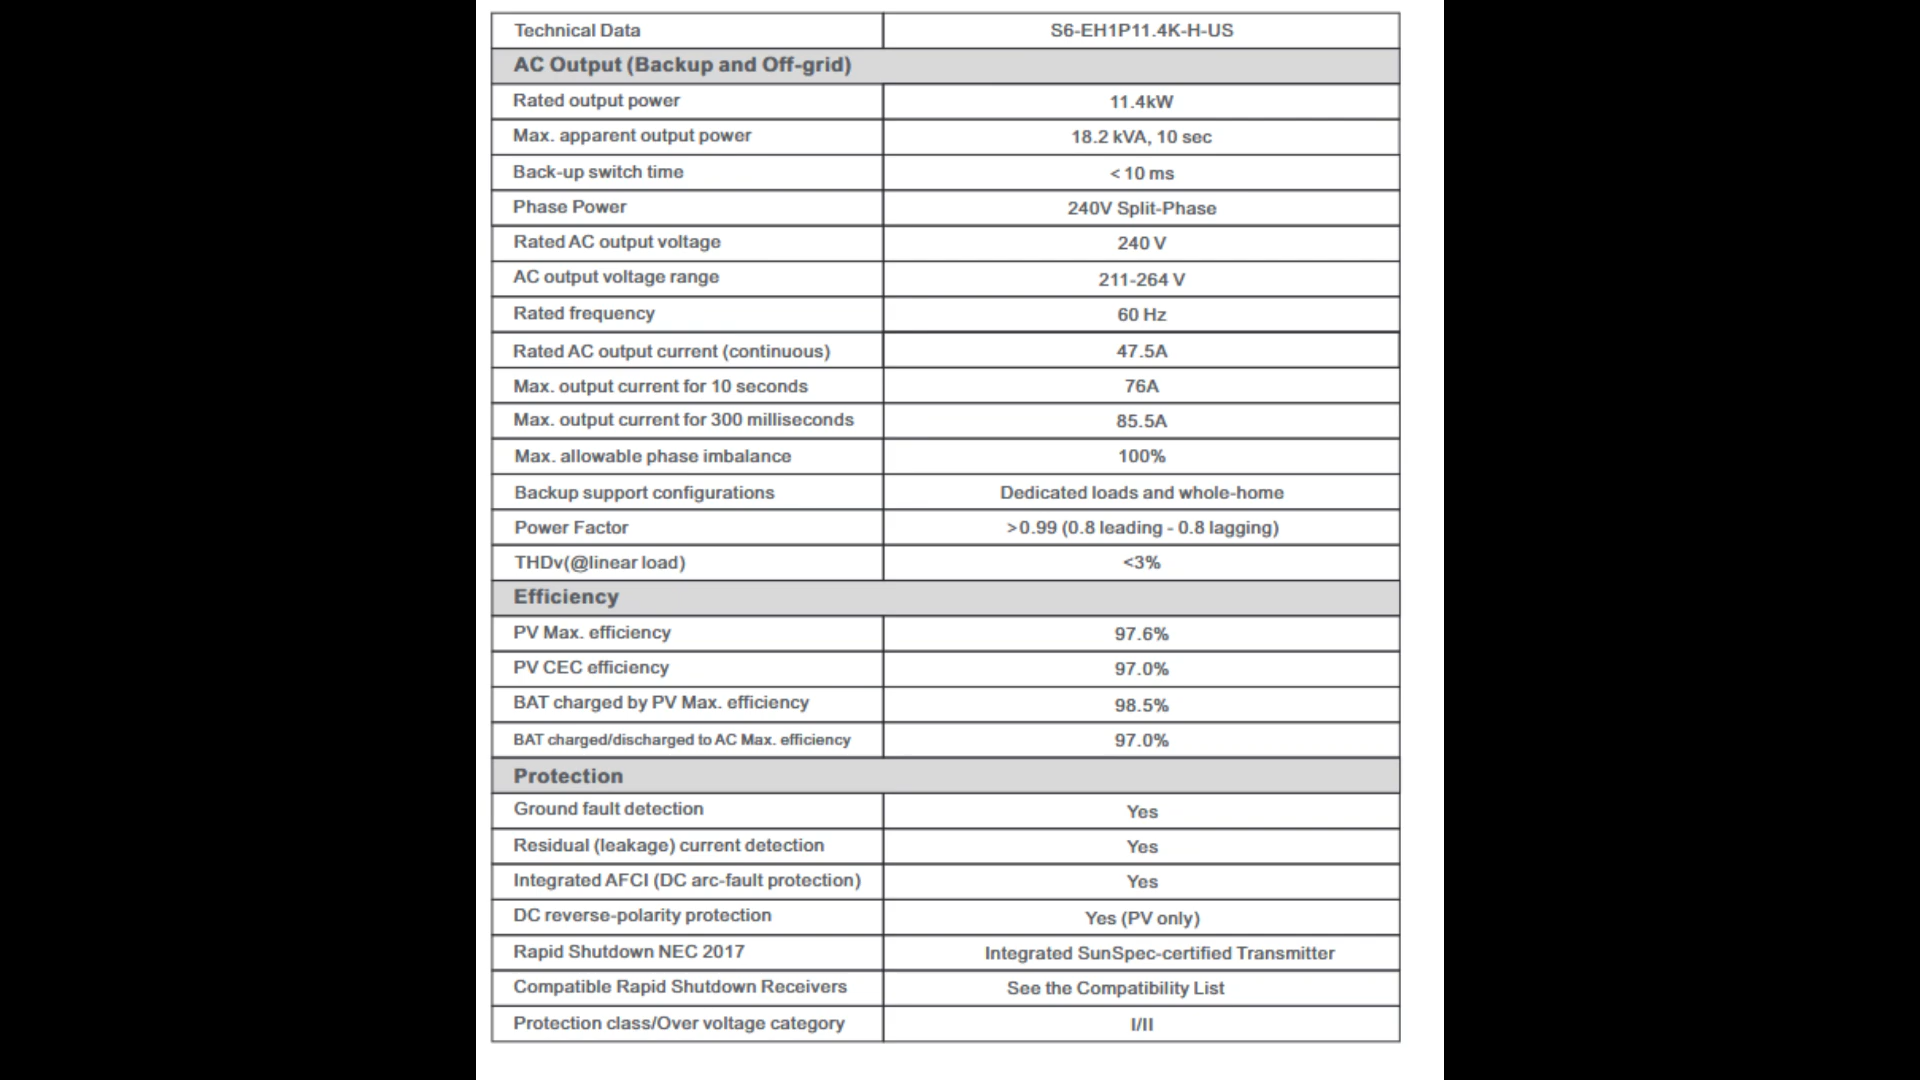 Technical Data S6-EH1P11.4K-H-US
AC Output (Backup and Off-grid)
Rated output power 11.4kW
Max. apparent output power 18.2 kVA, 10 sec
Back-up switch time < 10 ms
Phase Power 240V Split-Phase
Rated AC output voltage 240 V
AC output voltage range 211-264 V
Rated frequency 60 Hz
Rated AC output current (continuous) 47.5A
Max. output current for 10 seconds 76A
Max. output current for 300 milliseconds 85.5A
Max. allowable phase imbalance 100%
Backup support configurations Dedicated loads and whole-home
Power Factor >0.99 (0.8 leading - 0.8 lagging)
THDv(@linear load) <3%
Efficiency
PV Max. efficiency 97.6%
PV CEC efficiency 97.0%
BAT charged by PV Max. efficiency 98.5%
BAT charged/discharged to AC Max. efficiency 97.0%
Protection
Ground fault detection Yes
Residual (leakage) current detection Yes
Integrated AFCI (DC arc-fault protection) Yes
DC reverse-polarity protection Yes (PV only)
Rapid Shutdown NEC 2017 Integrated SunSpec-certified Transmitter
Compatible Rapid Shutdown Receivers See the Compatibility List
Protection class/Over voltage category I/II